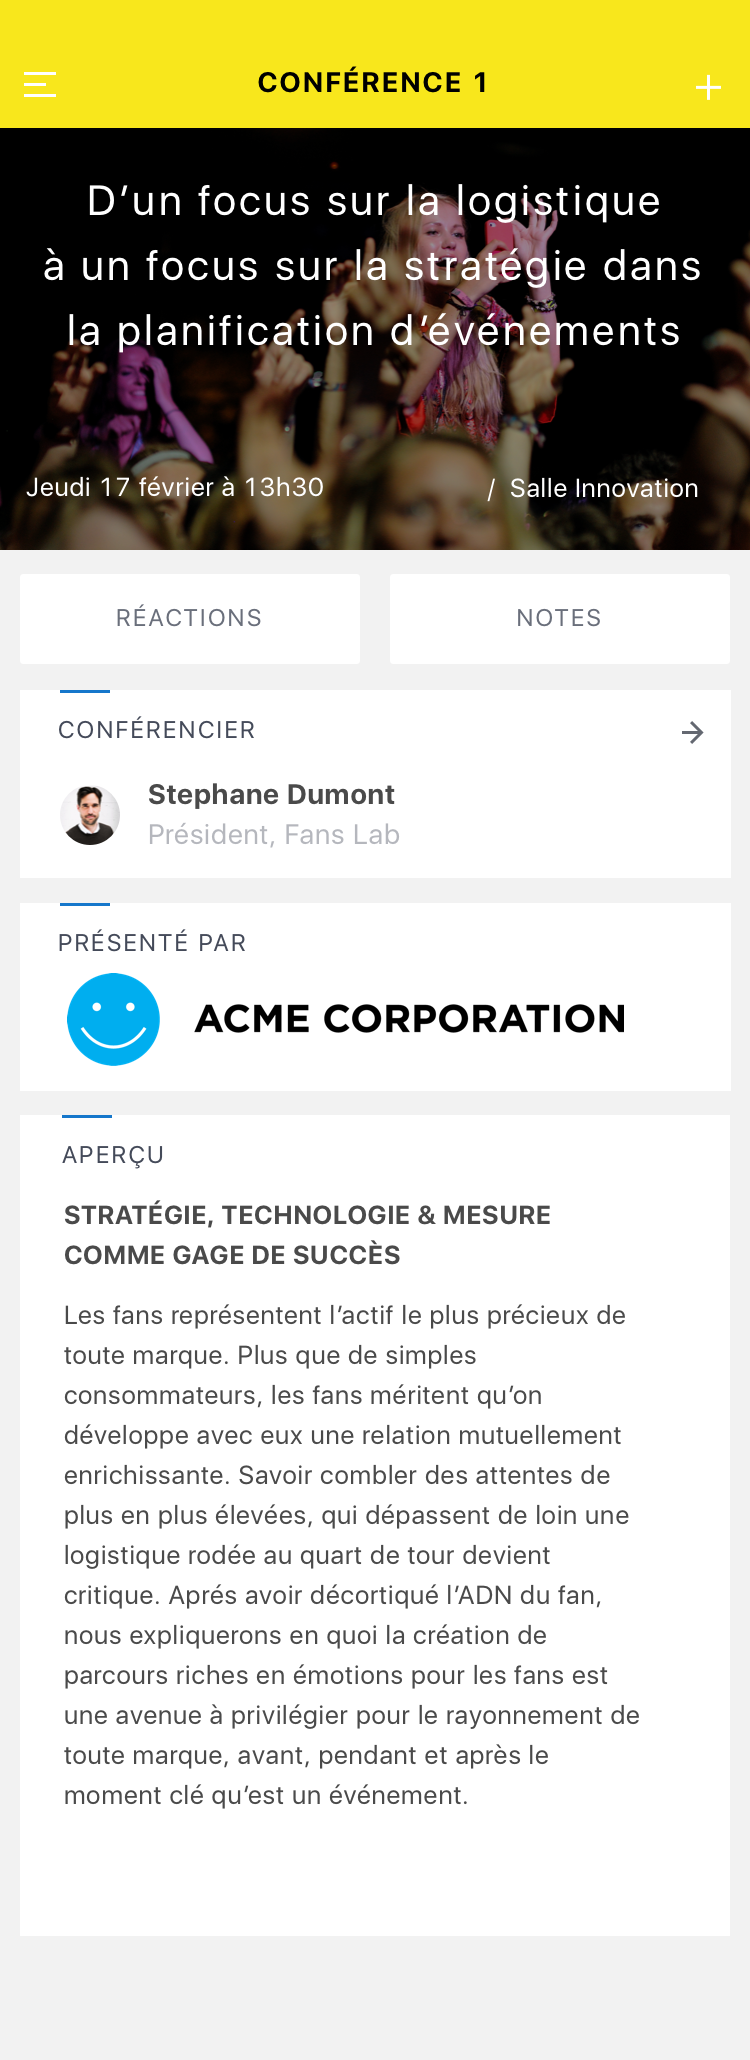 CONFÉRENCE 1
D’un focus sur la logistique
à un focus sur la stratégie dans
la planification d’événements
Jeudi 17 février à 13h30 / Salle Innovation
RÉACTIONS NOTES
CONFÉRENCIER
Stephane Dumont
Président, Fans Lab
PRÉSENTÉ PAR
ACME CORPORATION
APERÇU
STRATÉGIE, TECHNOLOGIE & MESURE
COMME GAGE DE SUCCÈS
Les fans représentent l’actif le plus précieux de
toute marque. Plus que de simples
consommateurs, les fans méritent qu’on
développe avec eux une relation mutuellement
enrichissante. Savoir combler des attentes de
plus en plus élevées, qui dépassent de loin une
logistique rodée au quart de tour devient
critique. Aprés avoir décortiqué l’ADN du fan,
nous expliquerons en quoi la création de
parcours riches en émotions pour les fans est
une avenue à privilégier pour le rayonnement de
toute marque, avant, pendant et après le
moment clé qu’est un événement.